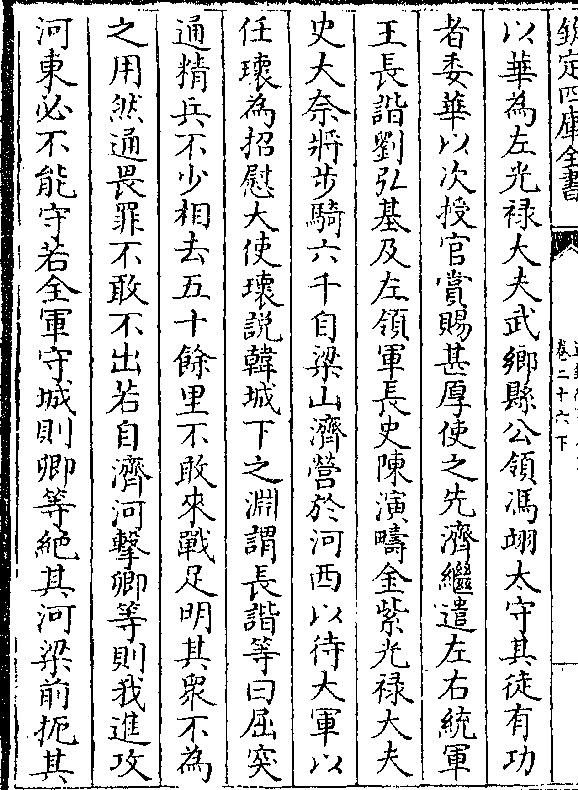 欽定四庫全書
卷二十六下
以華為左光祿大夫武鄉縣公領馮翊太守其徒有功
者委華以次授官賞賜甚厚使之先濟繼遣左右統軍
王長諧劉弘基及左領軍長史陳演疇金紫光祿大夫
史大奈將步騎六千自梁山濟營於河西以待大軍以
任瓌為招慰大使瓌説韓城下之淵謂長諧等曰屈突
通精兵不少相去五十餘里不敢來戰足明其衆不為
之用然通畏罪不敢不出若自濟河擊卿等則我進攻
河東必不能守若全軍守城則卿等絶其河梁前扼其